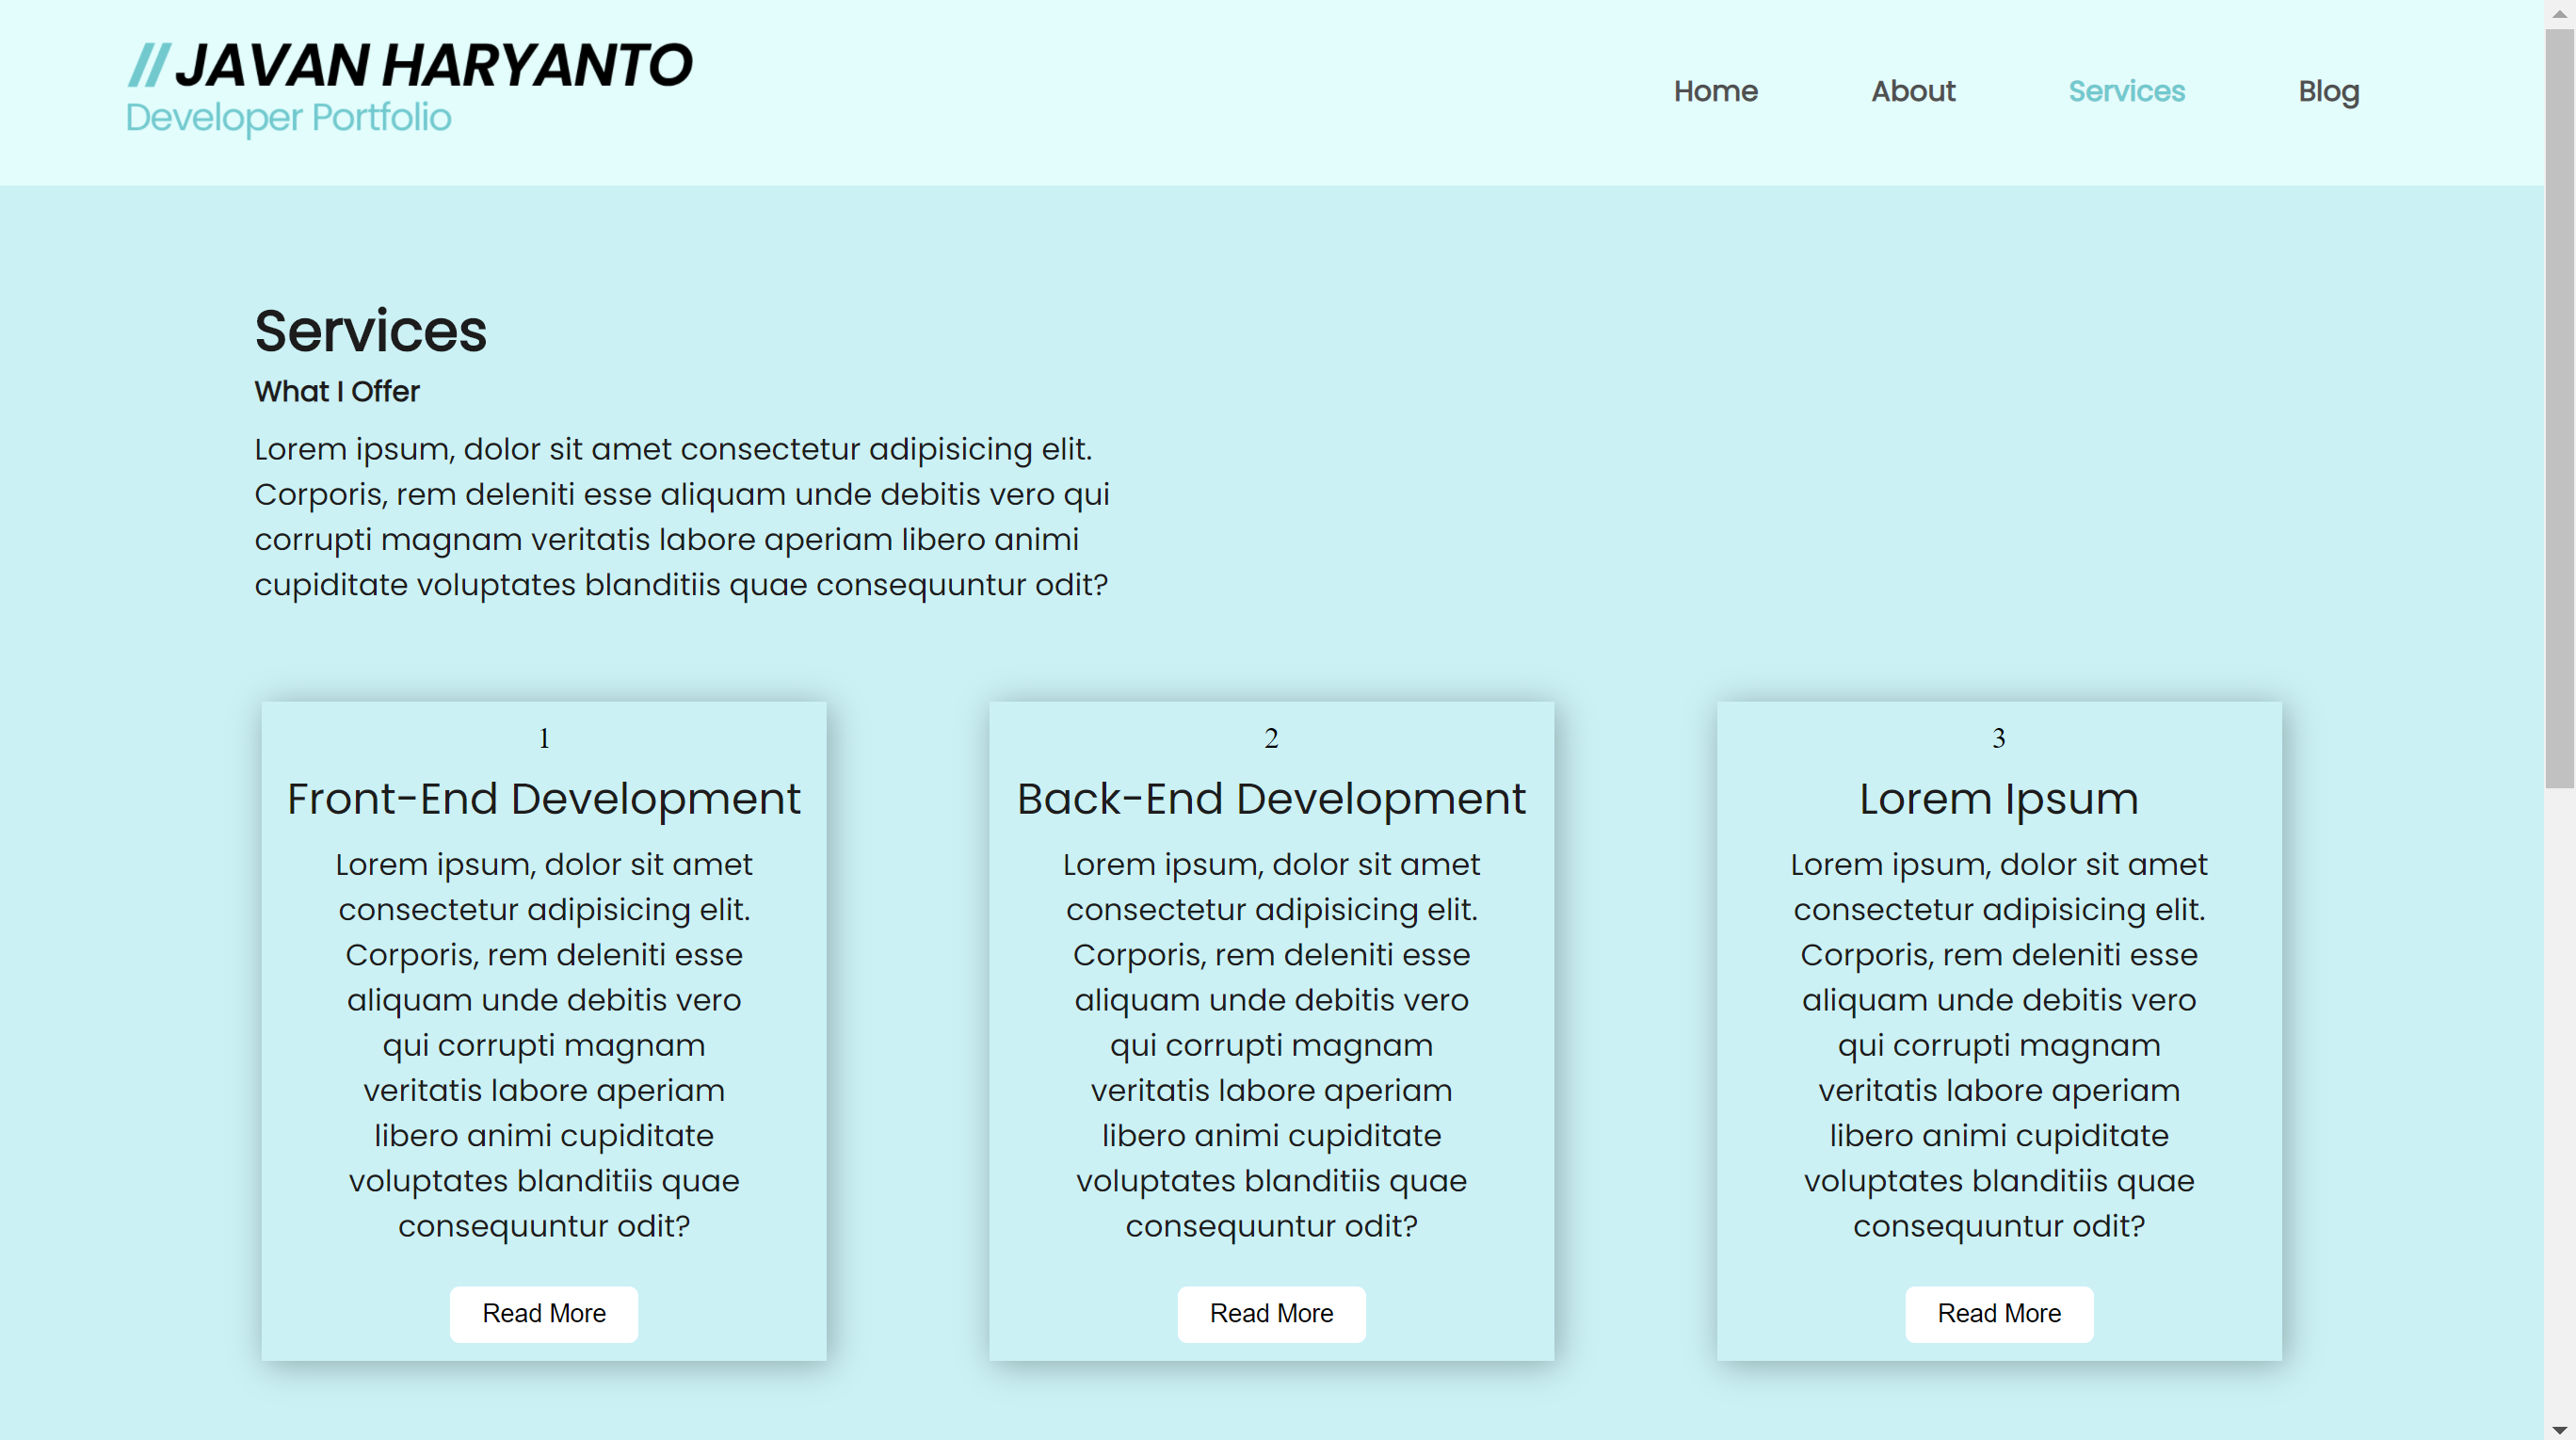 // JAVAN HARYANTO
Developer Portfolio
Home About Services Blog
Services
What I Offer
Lorem ipsum, dolor sit amet consectetur adipisicing elit.
Corporis, rem deleniti esse aliquam unde debitis vero qui
corrupti magnam veritatis labore aperiam libero animi
cupiditate voluptates blanditiis quae consequuntur odit?
1
Front-End Development
Lorem ipsum, dolor sit amet
consectetur adipisicing elit.
Corporis, rem deleniti esse
aliquam unde debitis vero
qui corrupti magnam
veritatis labore aperiam
libero animi cupiditate
voluptates blanditiis quae
consequuntur odit?
Read More
2
Back-End Development
Lorem ipsum, dolor sit amet
consectetur adipisicing elit.
Corporis, rem deleniti esse
aliquam unde debitis vero
qui corrupti magnam
veritatis labore aperiam
libero animi cupiditate
voluptates blanditiis quae
consequuntur odit?
Read More
3
Lorem Ipsum
Lorem ipsum, dolor sit amet
consectetur adipisicing elit.
Corporis, rem deleniti esse
aliquam unde debitis vero
qui corrupti magnam
veritatis labore aperiam
libero animi cupiditate
voluptates blanditiis quae
consequuntur odit?
Read More